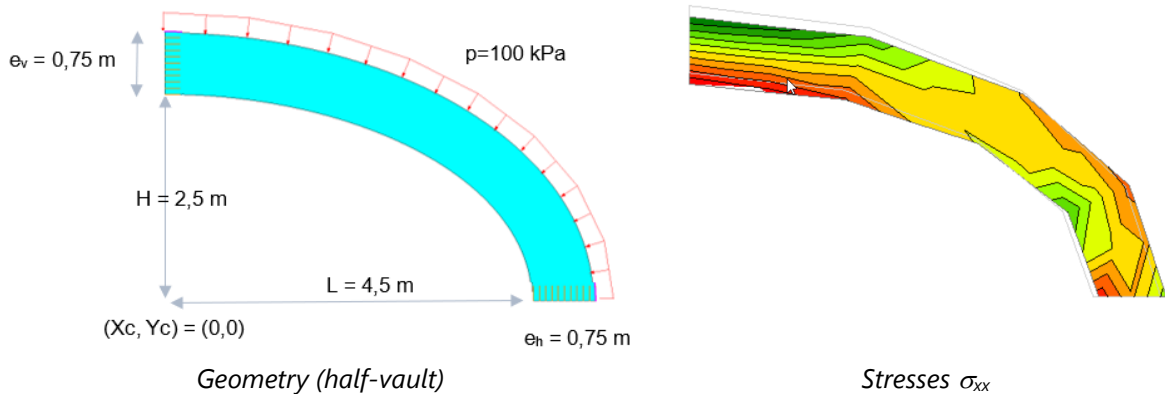 eᵥ = 0,75 m
p=100 kPa
H = 2,5 m
L = 4,5 m
(Xc, Yc) = (0,0)
eₕ = 0,75 m
Geometry (half-vault)
Stresses σₓₓ